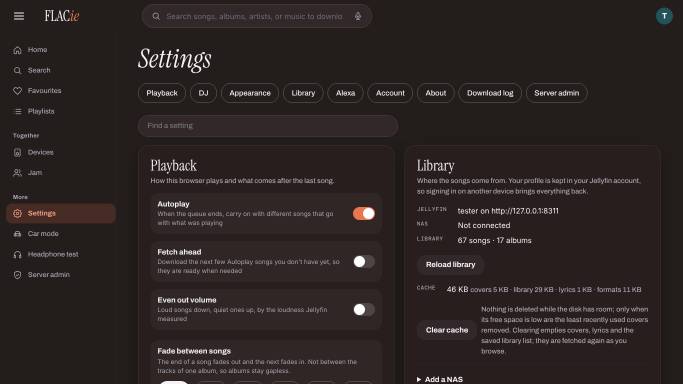 FLACie
Search songs, albums, artists, or music to downlo
T
Home
Search
Favourites
Playlists
Together
Devices
Jam
More
Settings
Car mode
Headphone test
Server admin
Settings
Playback
DJ
Appearance
Library
Alexa
Account
About
Download log
Server admin
Find a setting
Playback
How this browser plays and what comes after the last song.
Autoplay
When the queue ends, carry on with different songs that go
with what was playing
Fetch ahead
Download the next few Autoplay songs you don't have yet, so
they are ready when needed
Even out volume
Loud songs down, quiet ones up, by the loudness Jellyfin
measured
Fade between songs
The end of a song fades out and the next fades in. Not between the
tracks of one album, so albums stay gapless.
Library
Where songs come from. Your profile is kept in your Jellyfin account,
so signing in on another device brings everything back.
JELLYFIN tester on http://127.0.0.1:8311
NAS Not connected
LIBRARY 67 songs · 17 albums
Reload library
CACHE 46 KB covers 5 KB · library 29 KB · lyrics 1 KB · formats 11 KB
Clear cache
Nothing is deleted while the disk has room; only when
its free space is low are the least recently used covers
removed. Clearing empties covers, lyrics and the
saved library list; they are fetched again as you
browse.
Add a NAS